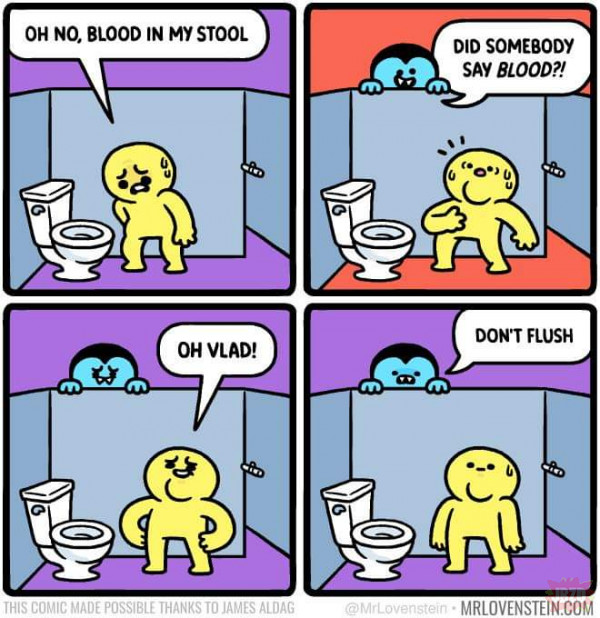 OH NO, BLOOD IN MY STOOL
DID SOMEBODY
SAY BLOOD?!
OH VLAD!
DON'T FLUSH
THIS COMIC MADE POSSIBLE THANKS TO JAMES ALDAG
@MrLovenstein • MRLOVENSTEIN.COM